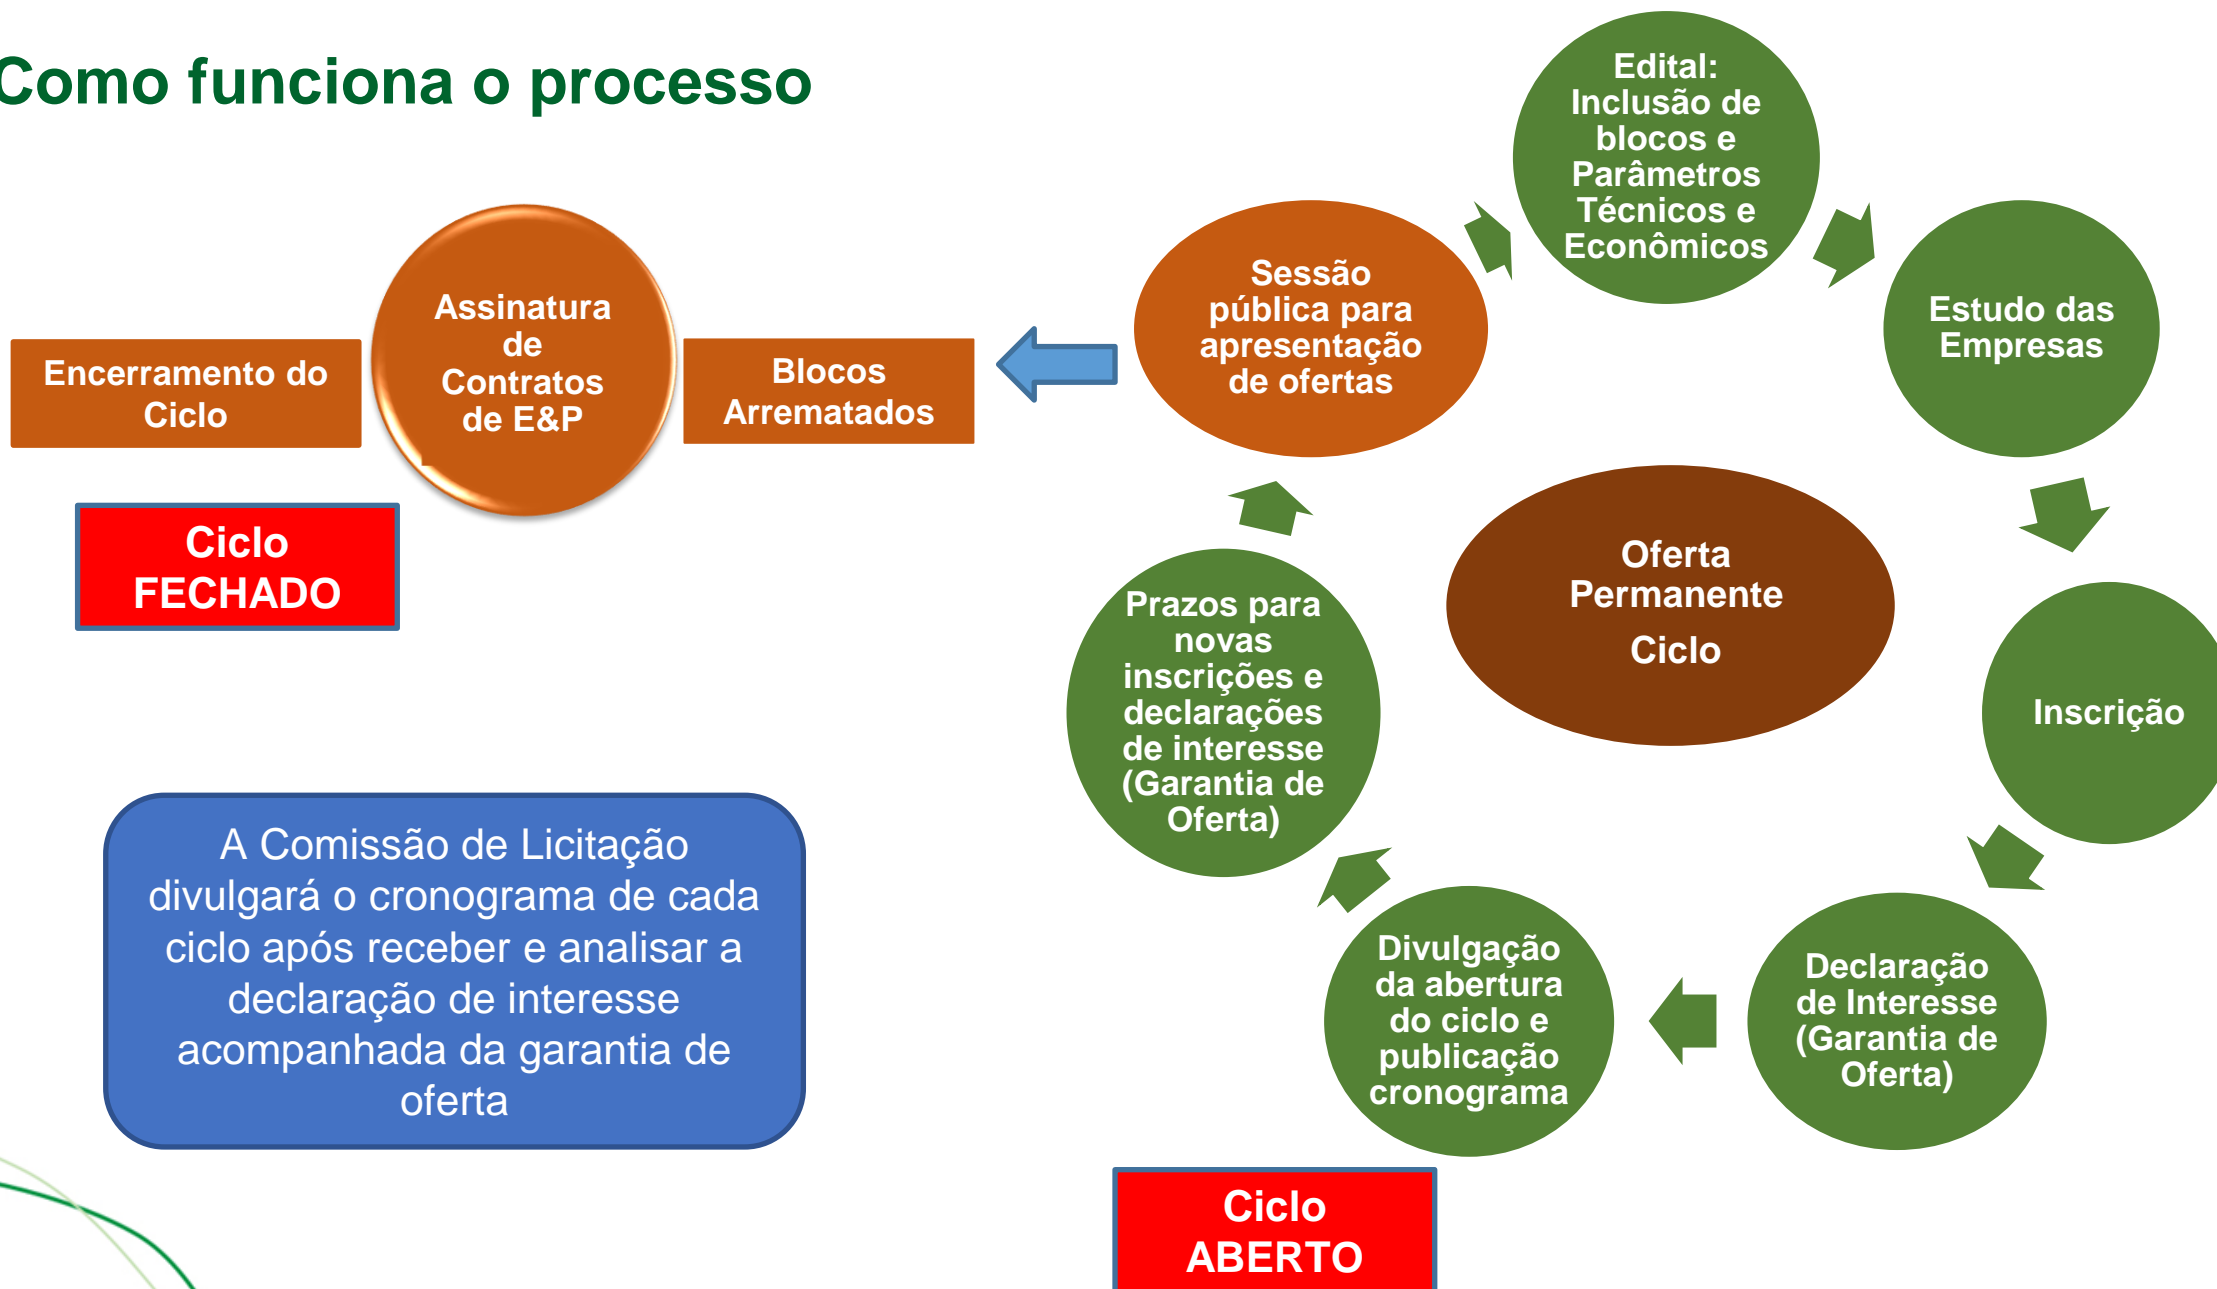 Como funciona o processo
Edital:
Inclusão de
blocos e
Parâmetros
Técnicos e
Econômicos
Estudo das
Empresas
Inscrição
Declaração
de Interesse
(Garantia de
Oferta)
Divulgação
da abertura
do ciclo e
publicação
cronograma
Ciclo
ABERTO
Prazos para
novas
inscrições e
declarações
de interesse
(Garantia de
Oferta)
Sessão
pública para
apresentação
de ofertas
Oferta
Permanente
Ciclo
Blocos
Arrematados
Assinatura
de
Contratos
de E&P
Encerramento do
Ciclo
Ciclo
FECHADO
A Comissão de Licitação
divulgará o cronograma de cada
ciclo após receber e analisar a
declaração de interesse
acompanhada da garantia de
oferta